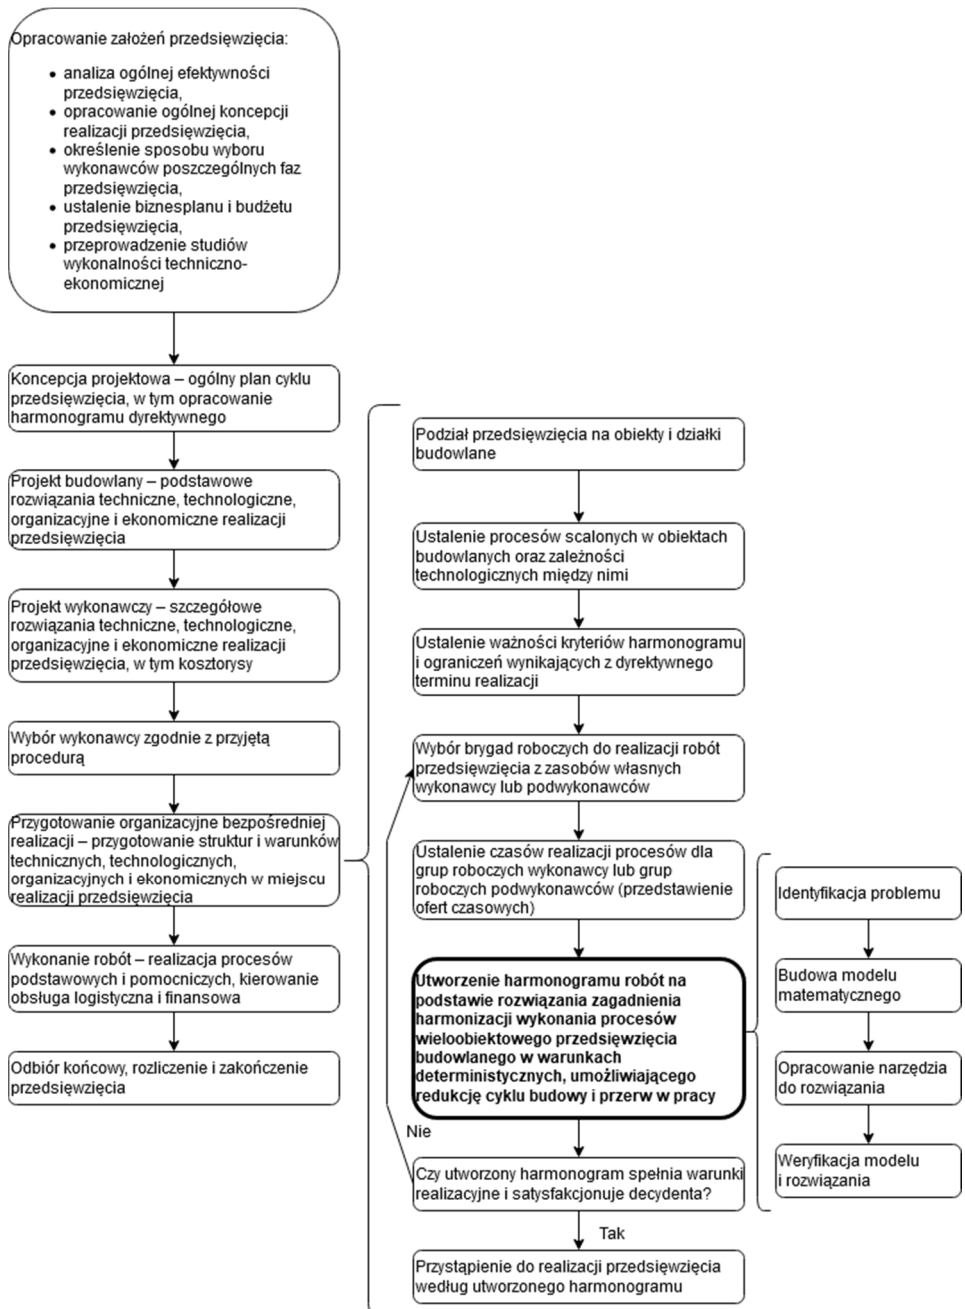 Opracowanie założeń przedsięwzięcia:
• analiza ogólnej efektywności
przedsięwzięcia,
• opracowanie ogólnej koncepcji
realizacji przedsięwzięcia,
• określenie sposobu wyboru
wykonawców poszczególnych faz
przedsięwzięcia,
• ustalenie biznesplanu i budżetu
przedsięwzięcia,
• przeprowadzenie studiów
wykonalności techniczno-
ekonomicznej
Koncepcja projektowa – ogólny plan cyklu
przedsięwzięcia, w tym opracowanie
harmonogramu dyrektywnego
Projekt budowlany – podstawowe
rozwiązania techniczne, technologiczne,
organizacyjne i ekonomiczne realizacji
przedsięwzięcia
Projekt wykonawczy – szczegółowe
rozwiązania techniczne, technologiczne,
organizacyjne i ekonomiczne realizacji
przedsięwzięcia, w tym kosztorysy
Wybór wykonawcy zgodnie z przyjętą
procedurą
Przygotowanie organizacyjne bezpośredniej
realizacji – przygotowanie struktur i warunków
technicznych, technologicznych,
organizacyjnych i ekonomicznych w miejscu
realizacji przedsięwzięcia
Wykonanie robót – realizacja procesów
podstawowych i pomocniczych, kierowanie
obsługa logistyczna i finansowa
Odbiór końcowy, rozliczenie i zakończenie
przedsięwzięcia
Podział przedsięwzięcia na obiekty i działki
budowlane
Ustalenie procesów scalonych w obiektach
budowlanych oraz zależności
technologicznych między nimi
Ustalenie ważności kryteriów harmonogramu
i ograniczeń wynikających z dyrektywnego
terminu realizacji
Wybór brygad roboczych do realizacji robót
przedsięwzięcia z zasobów własnych
wykonawcy lub podwykonawców
Ustalenie czasów realizacji procesów dla
grup roboczych wykonawcy lub grup
roboczych podwykonawców (przedstawienie
ofert czasowych)
Utworzenie harmonogramu robót na
podstawie rozwiązania zagadnienia
harmonizacji wykonania procesów
wieloobiektowego przedsięwzięcia
budowlanego w warunkach
deterministycznych, umożliwiającego
redukcję cyklu budowy i przerw w pracy
Nie
Czy utworzony harmonogram spełnia warunki
realizacyjne i satysfakcjonuje decydenta?
Tak
Przystąpienie do realizacji przedsięwzięcia
według utworzonego harmonogramu
Identyfikacja problemu
Budowa modelu
matematycznego
Opracowanie narzędzia
do rozwiązania
Weryfikacja modelu
i rozwiązania